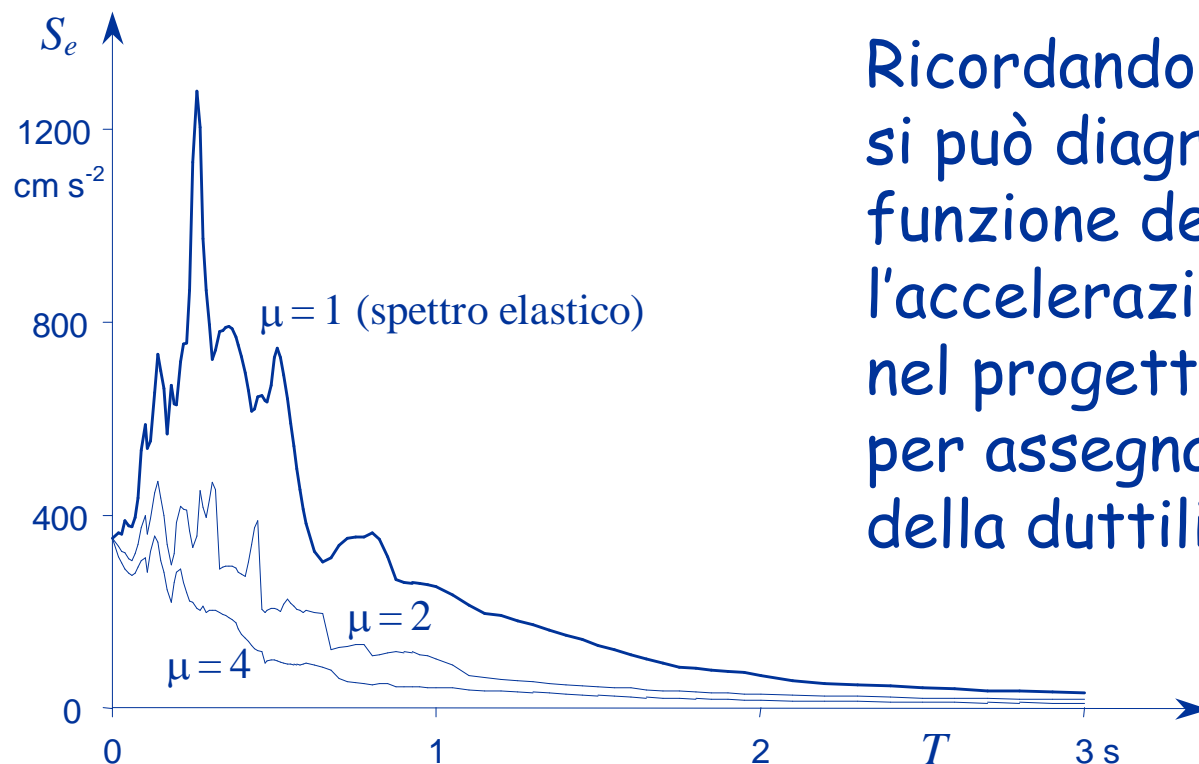 S_e
1200
cm s^-2
800
400
0
μ = 1 (spettro elastico)
μ = 2
μ = 4
0 1 2 T 3 s
Ricordando
si può diagr
funzione de
l'accelerazi
nel progett
per assegna
della duttili